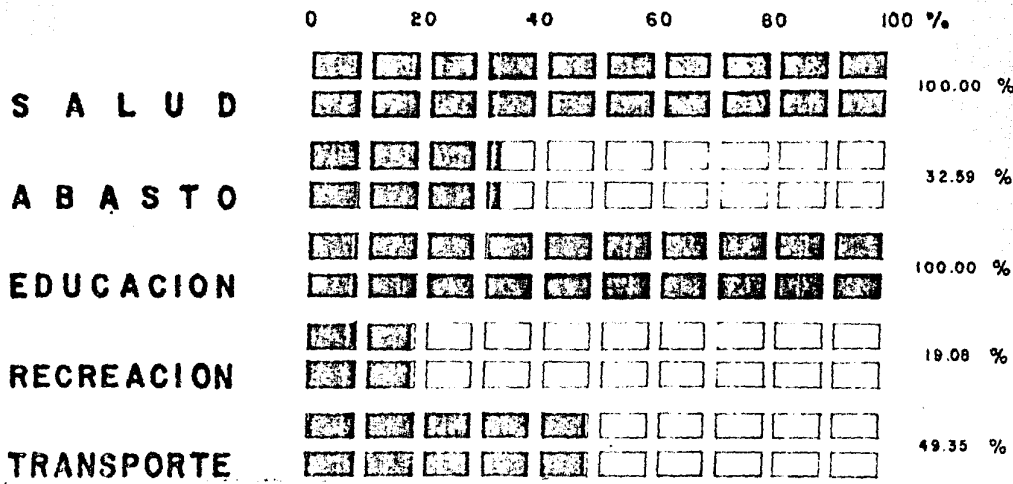 0 20 40 60 80 100 %
SALUD 100.00 %
ABASTO 32.59 %
EDUCACION 100.00 %
RECREACION 19.08 %
TRANSPORTE 49.35 %